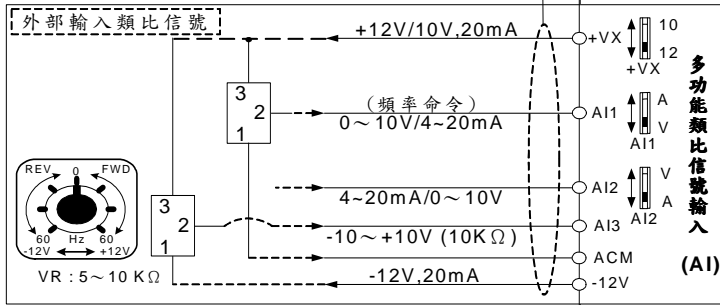 外部輸入類比信號
+12V/10V,20mA
+VX
10
12
+VX
3
2
1
(頻率命令)
0～10V/4~20mA
AI1
A
V
AI1
4~20mA/0～10V
AI2
V
A
AI2
REV
0
FWD
60
Hz
60
-12V
+12V
VR : 5～10 KΩ
3
2
1
-10～+10V (10KΩ)
AI3
ACM
-12V,20mA
-12V
多功能類比信號輸入
(AI)